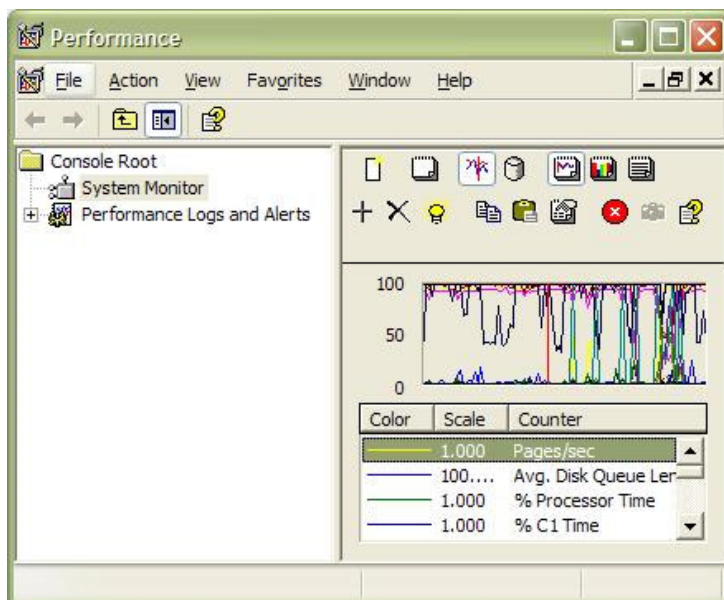 Performance
File Action View Favorites Window Help
Console Root
System Monitor
Performance Logs and Alerts
100
50
0
Color Scale Counter
1.000 Pages/sec
100.... Avg. Disk Queue Len
1.000 % Processor Time
1.000 % C1 Time